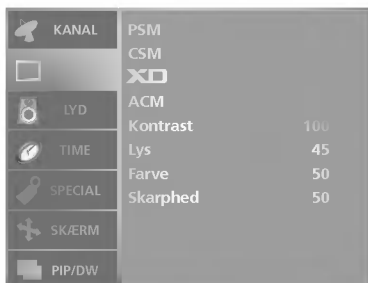 KANAL
LYD
TIME
SPECIAL
SKÆRM
PIP/DW
PSM
CSM
XD
ACM
Kontrast 100
Lys 45
Farve 50
Skarphed 50